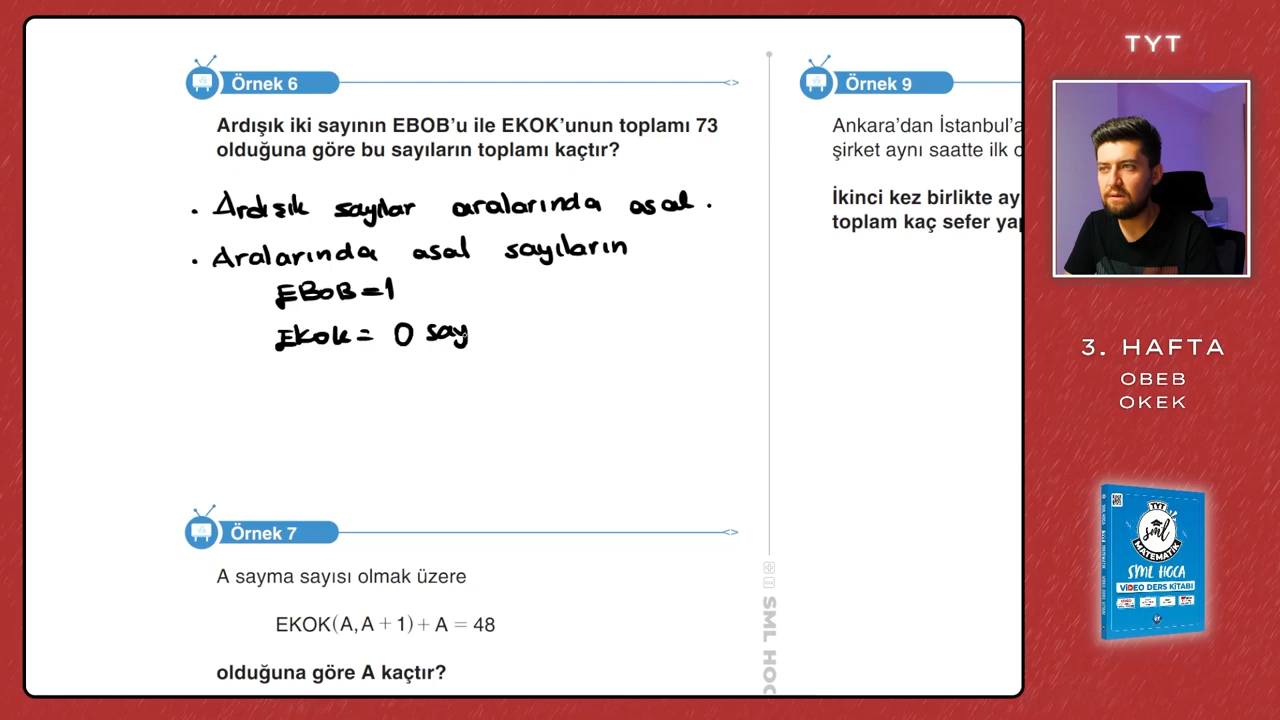 TYT
Örnek 6
Ardışık iki sayının EBOB’u ile EKOK’unun toplamı 73
olduğuna göre bu sayıların toplamı kaçtır?
. Ardışık sayılar aralarında asal .
. Aralarında asal sayıların
EBOB=1
EKOK= O say
Örnek 7
A sayma sayısı olmak üzere
EKOK(A,A + 1) + A = 48
olduğuna göre A kaçtır?
SML HOC
Örnek 9
Ankara’dan İstanbul’a
şirket aynı saatte ilk
İkinci kez birlikte ay
toplam kaç sefer yap
3. HAFTA
OBEB
OKEK
TYT
sml
MATEMATİK
SML HOCA
VİDEO DERS KİTABI